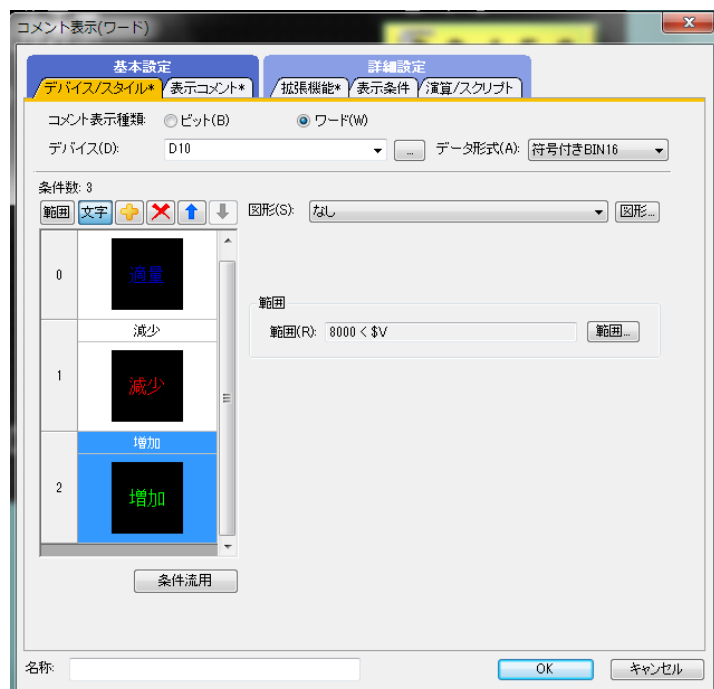 コメント表示(ワード)
基本設定 詳細設定
デバイス/スタイル* 表示コメント* 拡張機能* 表示条件 演算/スクリプト
コメント表示種類: ビット(B) ワード(W)
デバイス(D): D10 ... データ形式(A): 符号付きBIN16
条件数: 3
範囲 文字 図形(S): なし 図形...
0 適量
範囲
範囲(R): 8000 < $V 範囲...
減少
1 減少
増加
2 増加
条件流用
名称: OK キャンセル